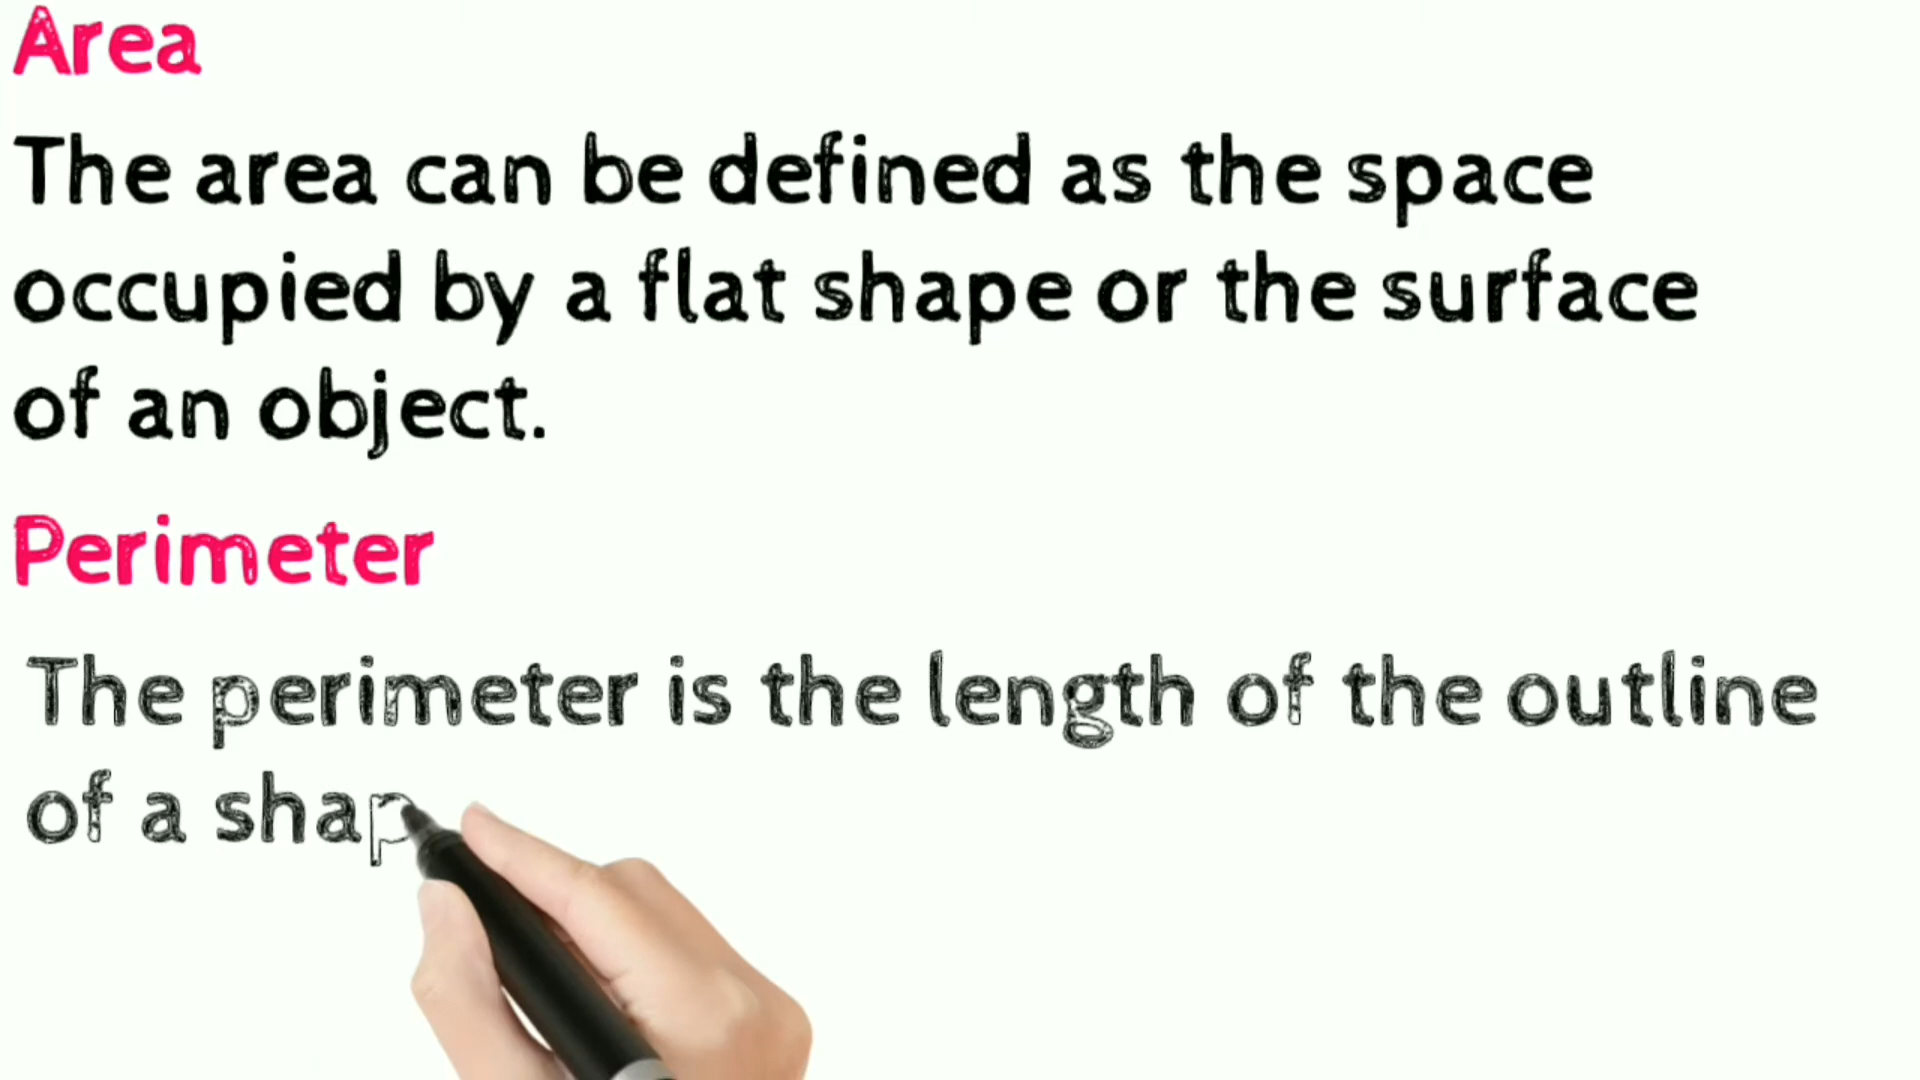 Area
The area can be defined as the space
occupied by a flat shape or the surface
of an object.
Perimeter
The perimeter is the length of the outline
of a shap